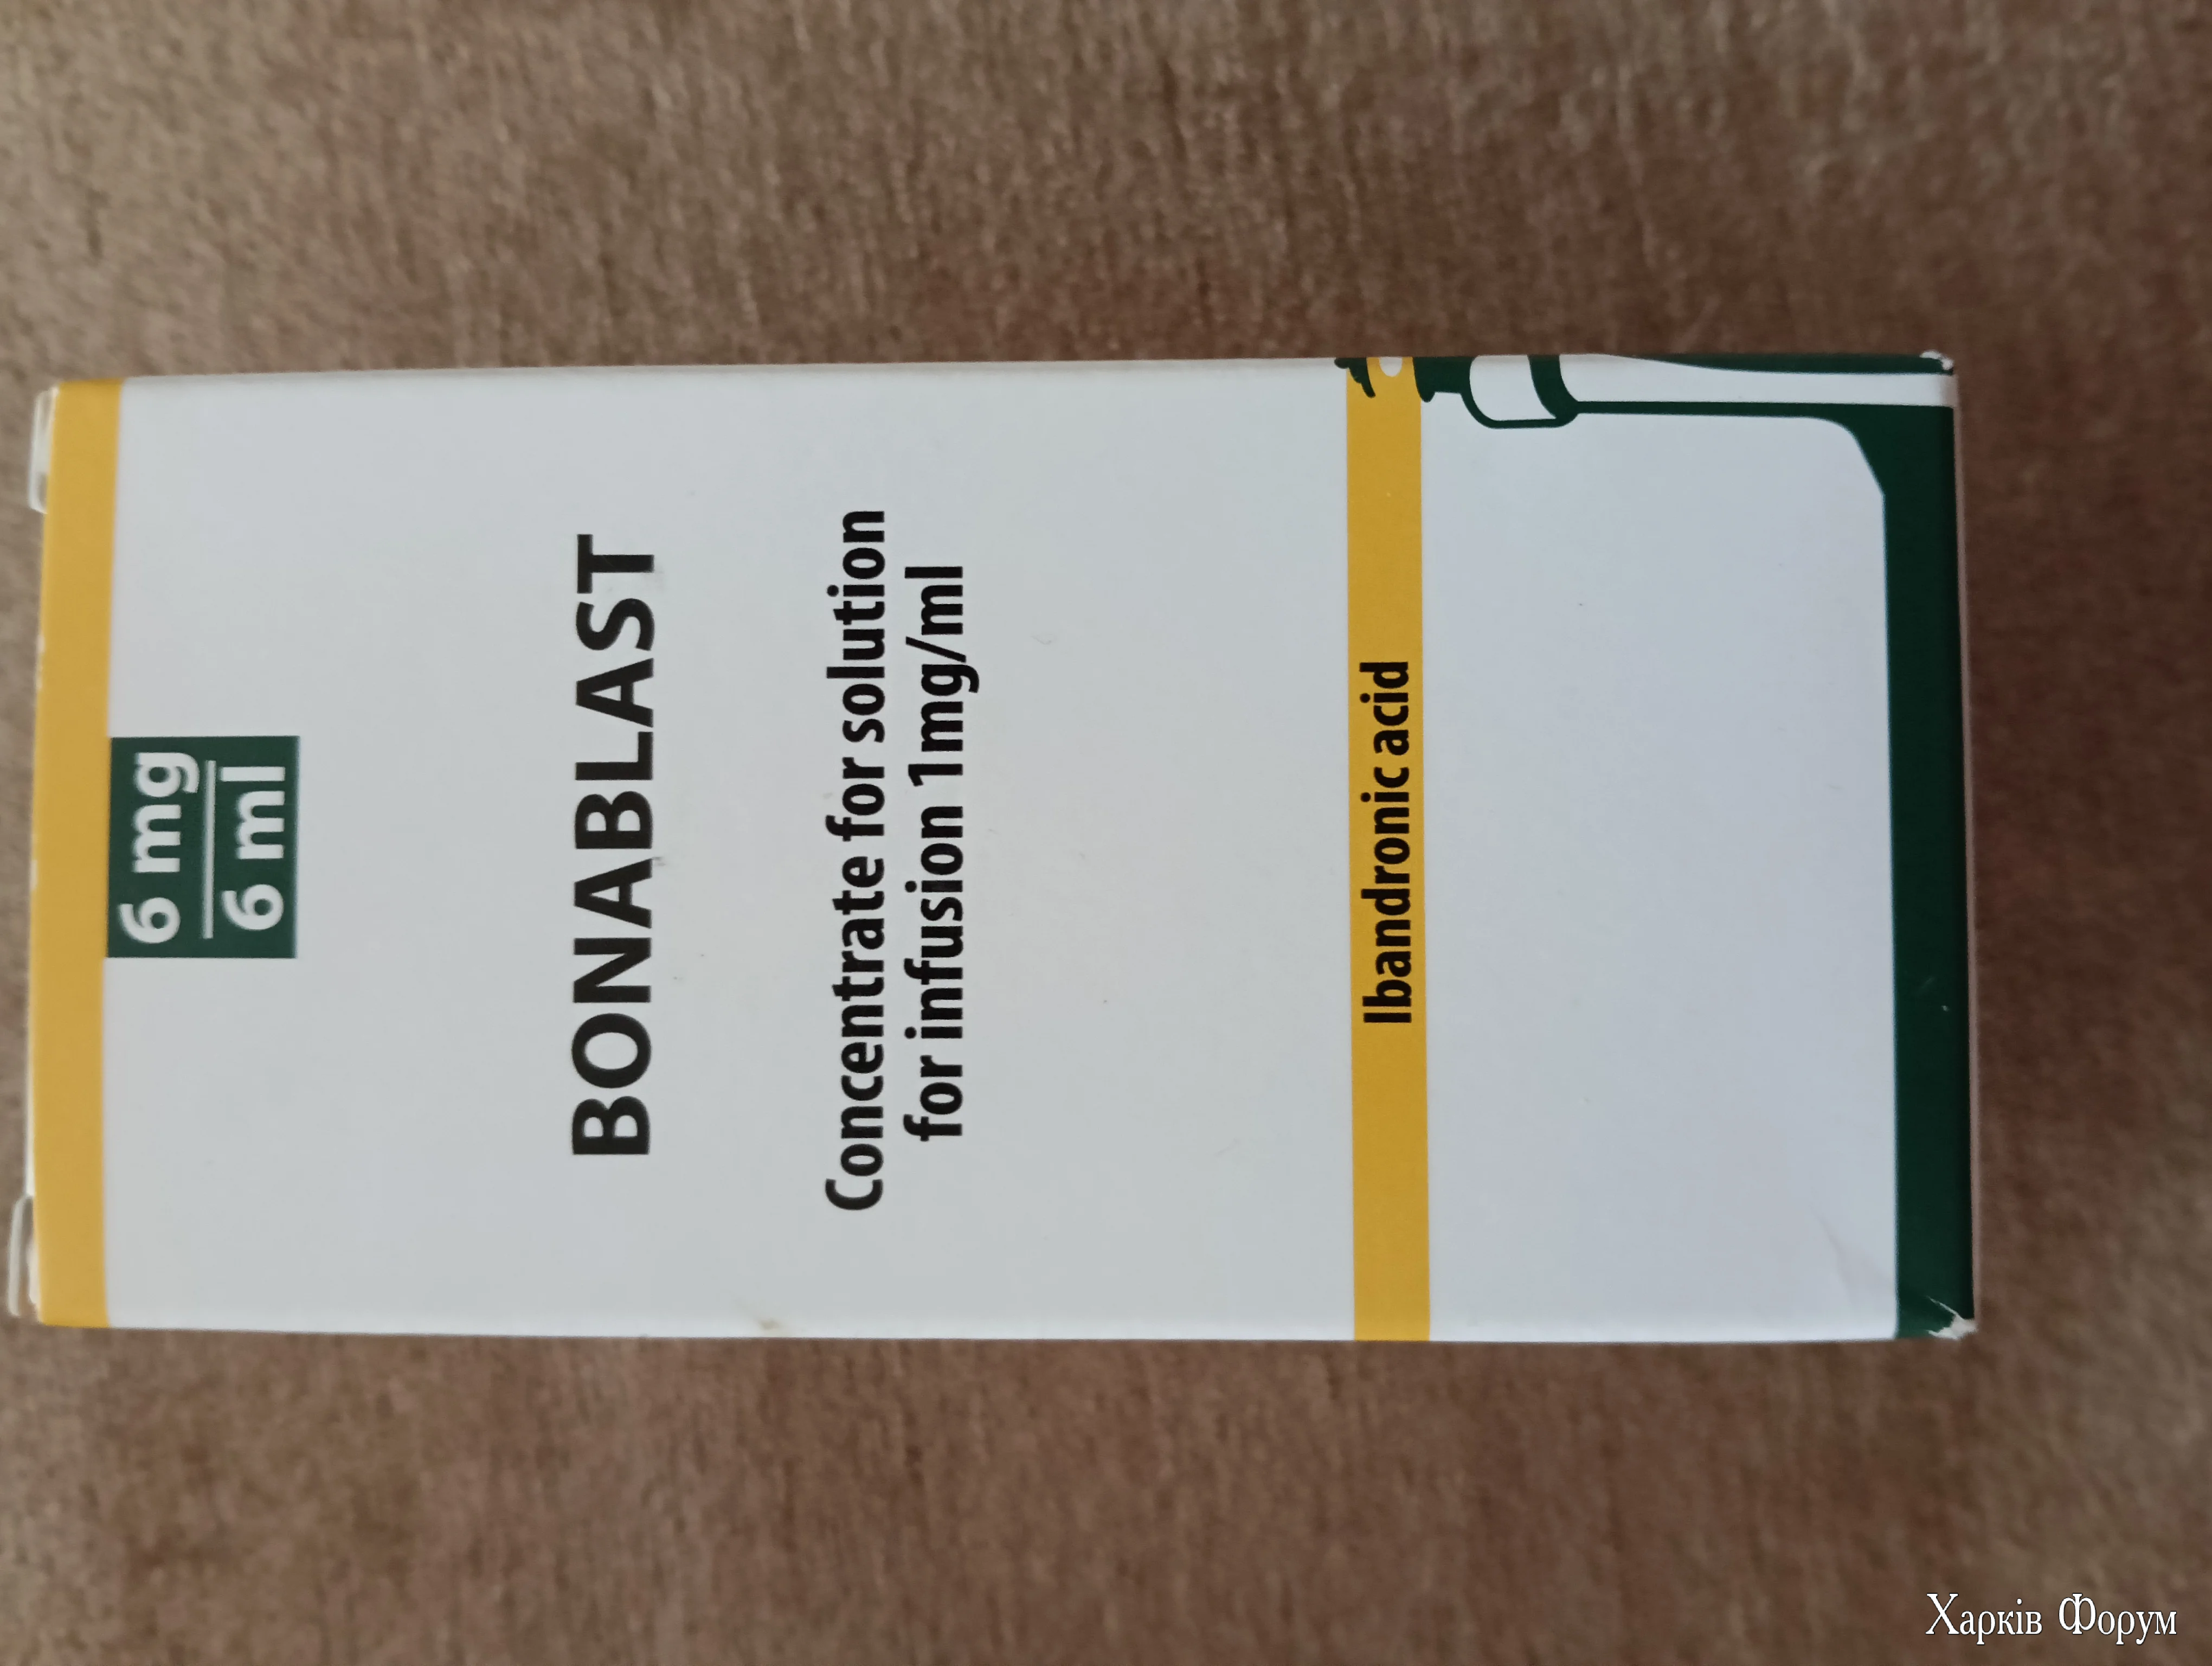 6 mg
6 ml
BONABLAST
Concentrate for solution
for infusion 1mg/ml
Ibandronic acid
Харків Форум